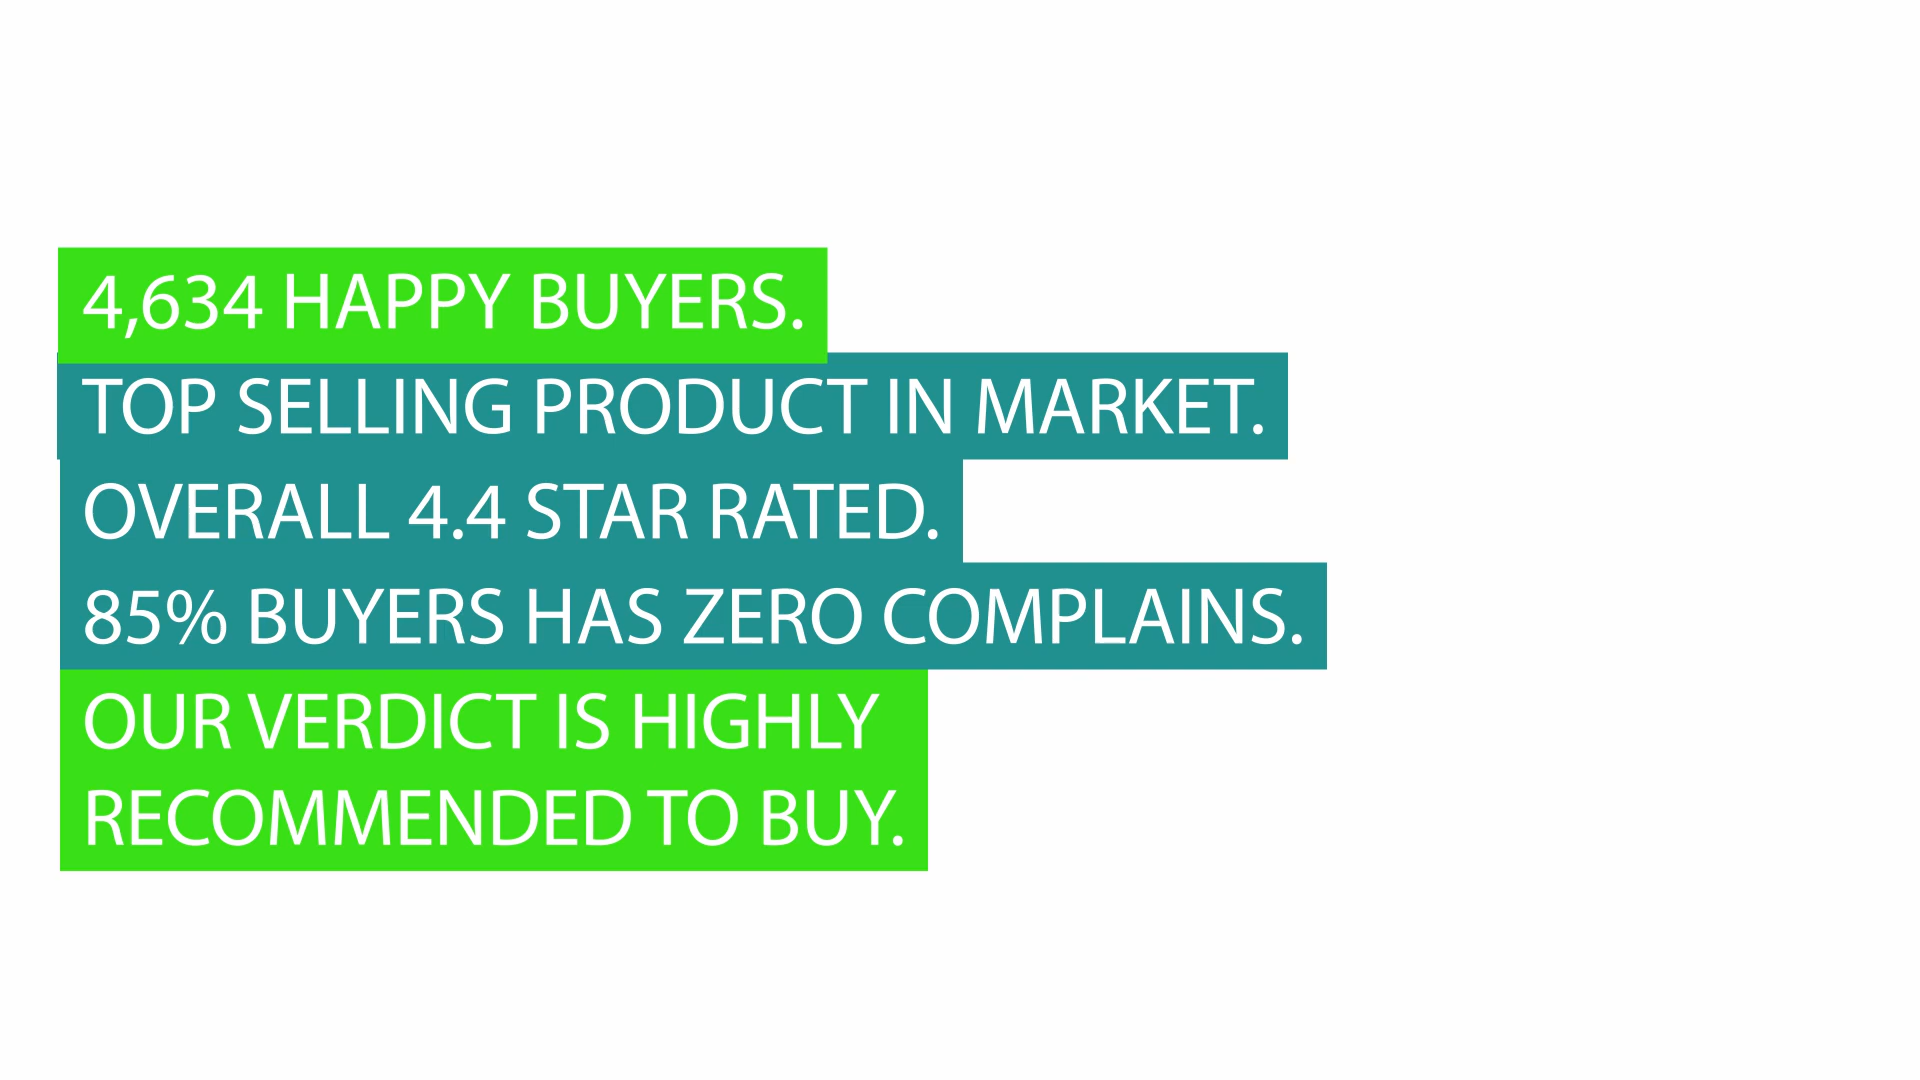 4,634 HAPPY BUYERS.
TOP SELLING PRODUCT IN MARKET.
OVERALL 4.4 STAR RATED.
85% BUYERS HAS ZERO COMPLAINS.
OUR VERDICT IS HIGHLY
RECOMMENDED TO BUY.